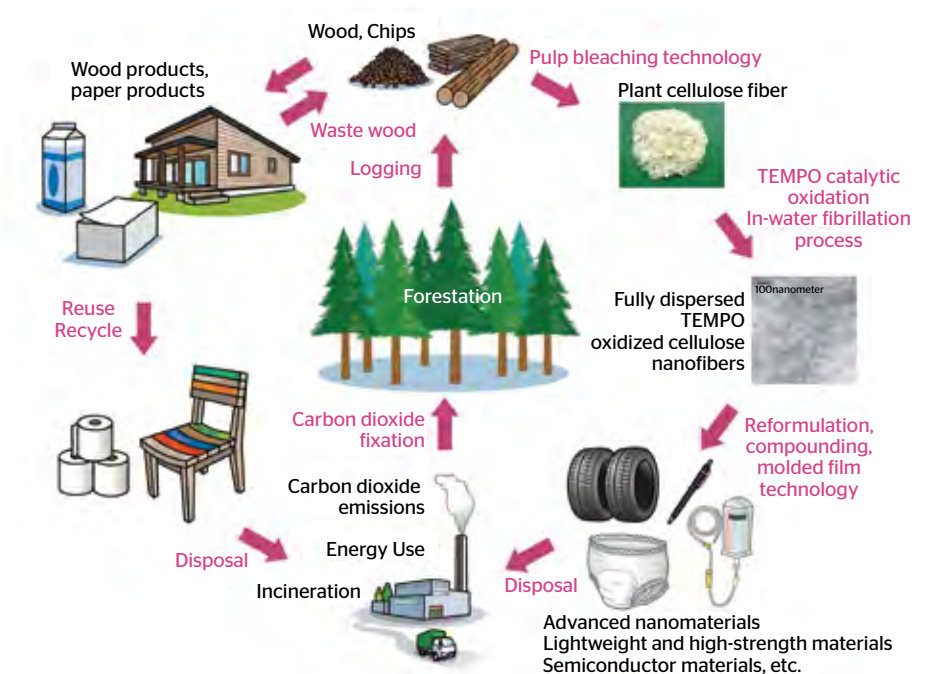 Wood, Chips
Pulp bleaching technology
Wood products,
paper products
Plant cellulose fiber
Waste wood
Logging
TEMPO catalytic
oxidation
In-water fibrillation
process
Forestation
100nanometer
Fully dispersed
TEMPO
oxidized cellulose
nanofibers
Reuse
Recycle
Carbon dioxide
fixation
Reformulation,
compounding,
molded film
technology
Carbon dioxide
emissions
Energy Use
Incineration
Disposal
Disposal
Advanced nanomaterials
Lightweight and high-strength materials
Semiconductor materials, etc.